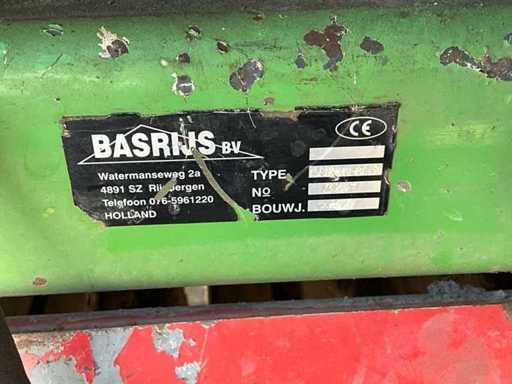 BASRIJS BV
CE
Watermanseweg 2a
4891 SZ Rijsbergen
Telefoon 076-5961220
HOLLAND
TYPE
No
BOUWJ.